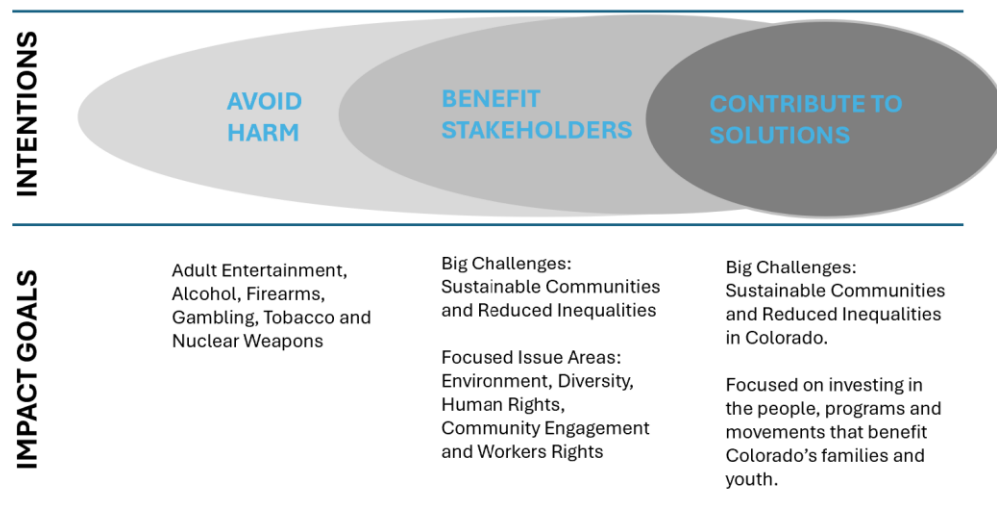 INTENTIONS
AVOID
HARM
BENEFIT
STAKEHOLDERS
CONTRIBUTE TO
SOLUTIONS
IMPACT GOALS
Adult Entertainment,
Alcohol, Firearms,
Gambling, Tobacco and
Nuclear Weapons
Big Challenges:
Sustainable Communities
and Reduced Inequalities
Focused Issue Areas:
Environment, Diversity,
Human Rights,
Community Engagement
and Workers Rights
Big Challenges:
Sustainable Communities
and Reduced Inequalities
in Colorado.
Focused on investing in
the people, programs and
movements that benefit
Colorado’s families and
youth.